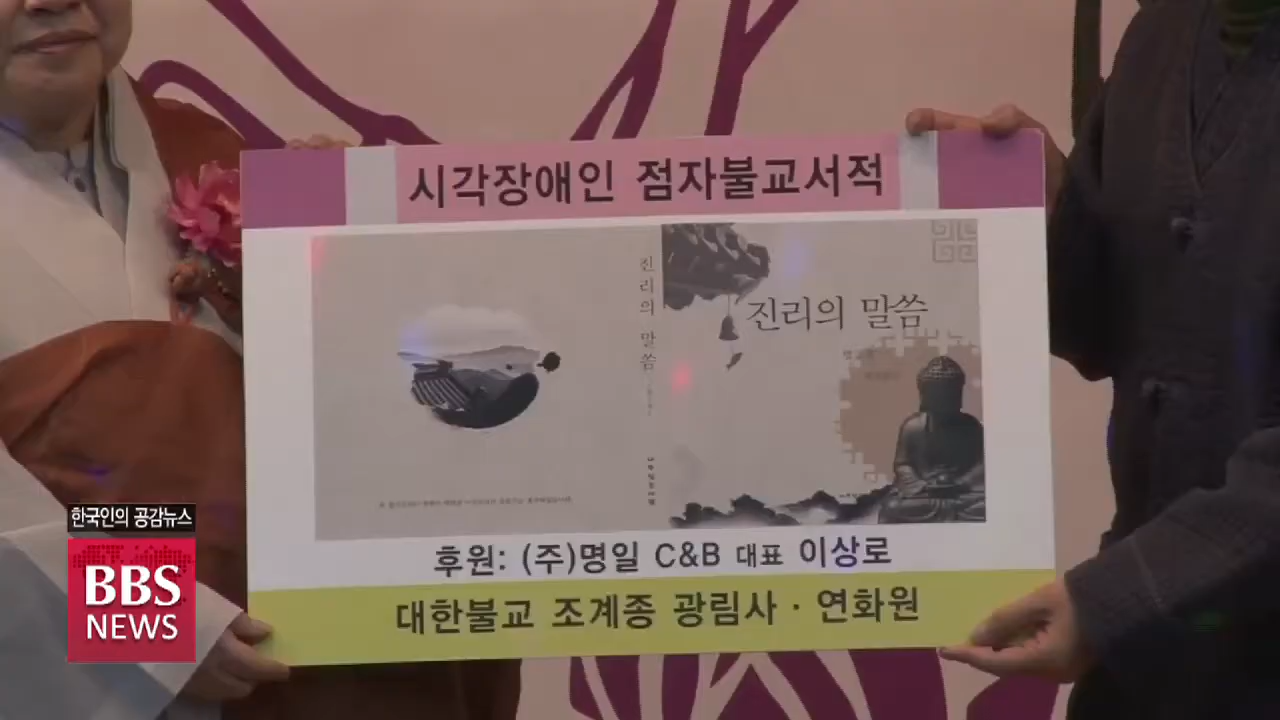 시각장애인 점자불교서적
진리의 말씀
진리의 말씀
후원: (주)명일 C&B 대표 이상로
대한불교 조계종 광림사 · 연화원
한국인의 공감뉴스
BBS
NEWS